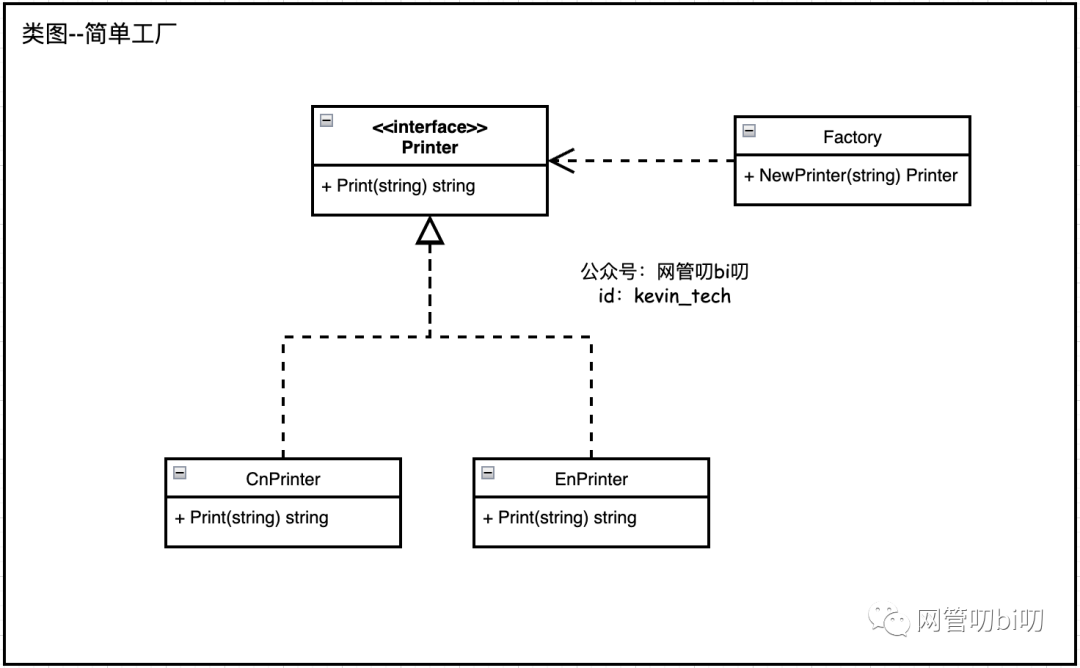 类图--简单工厂
<<interface>>
Printer
+ Print(string) string
Factory
+ NewPrinter(string) Printer
公众号：网管叨bi叨
id：kevin_tech
CnPrinter
+ Print(string) string
EnPrinter
+ Print(string) string
网管叨bi叨